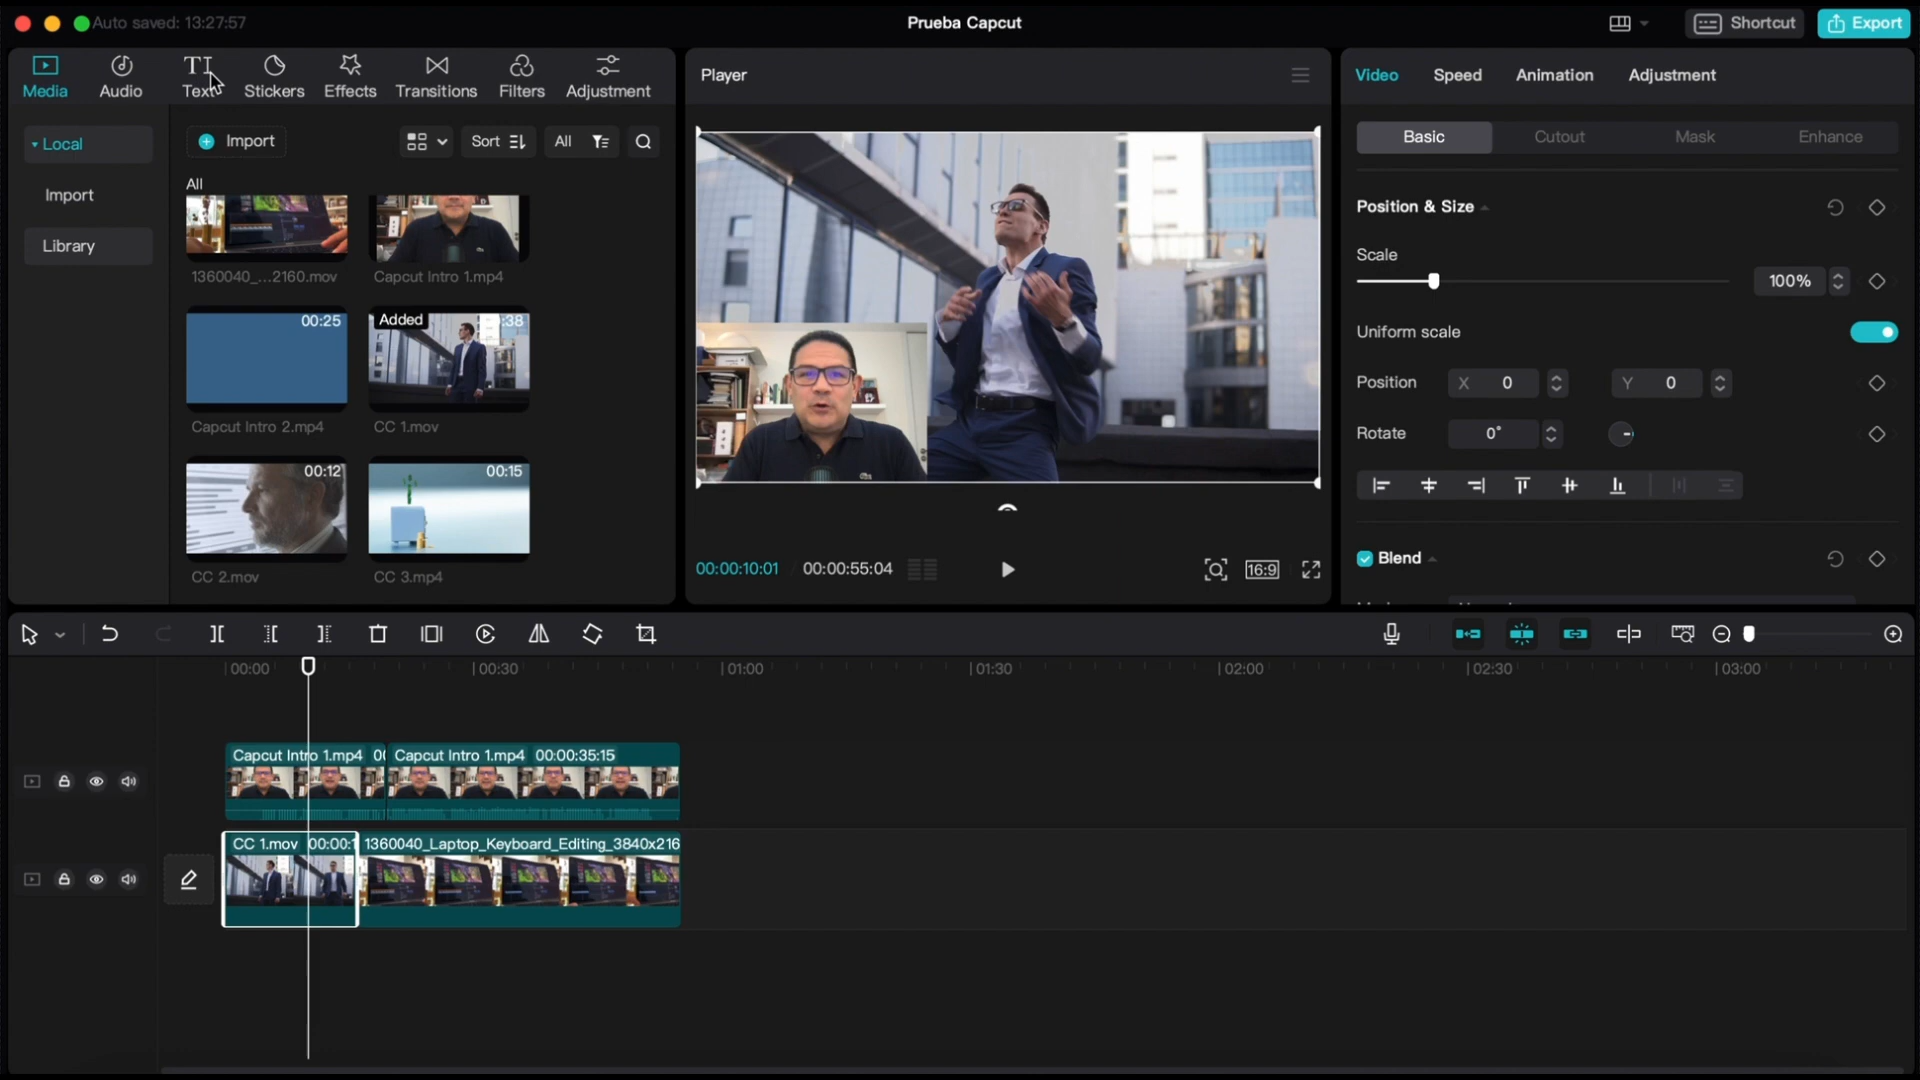 Auto saved: 13:27:57
Prueba Capcut
Shortcut
Export
Media
Audio
Text
Stickers
Effects
Transitions
Filters
Adjustment
Local
Import
Library
Import
Sort
All
All
1360040_...2160.mov
Capcut Intro 1.mp4
00:25
Capcut Intro 2.mp4
Added
:38
CC 1.mov
00:12
CC 2.mov
00:15
CC 3.mp4
Player
00:00:10:01
00:00:55:04
16:9
Video
Speed
Animation
Adjustment
Basic
Cutout
Mask
Enhance
Position & Size
Scale
100%
Uniform scale
Position
X 0
Y 0
Rotate
0°
Blend
00:00
00:30
01:00
01:30
02:00
02:30
03:00
Capcut Intro 1.mp4 00
Capcut Intro 1.mp4 00:00:35:15
CC 1.mov 00:00:1
1360040_Laptop_Keyboard_Editing_3840x216